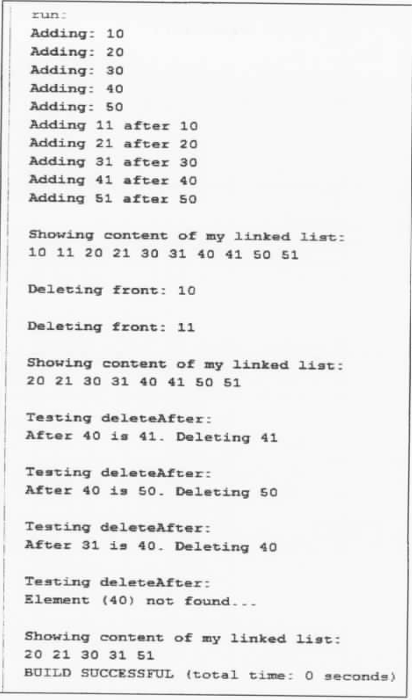 run:
Adding: 10
Adding: 20
Adding: 30
Adding: 40
Adding: 50
Adding 11 after 10
Adding 21 after 20
Adding 31 after 30
Adding 41 after 40
Adding 51 after 50
Showing content of my linked list:
10 11 20 21 30 31 40 41 50 51
Deleting front: 10
Deleting front: 11
Showing content of my linked list:
20 21 30 31 40 41 50 51
Testing deleteAfter:
After 40 is 41. Deleting 41
Testing deleteAfter:
After 40 is 50. Deleting 50
Testing deleteAfter:
After 31 is 40. Deleting 40
Testing deleteAfter:
Element (40) not found...
Showing content of my linked list:
20 21 30 31 51
BUILD SUCCESSFUL (total time: 0 seconds)